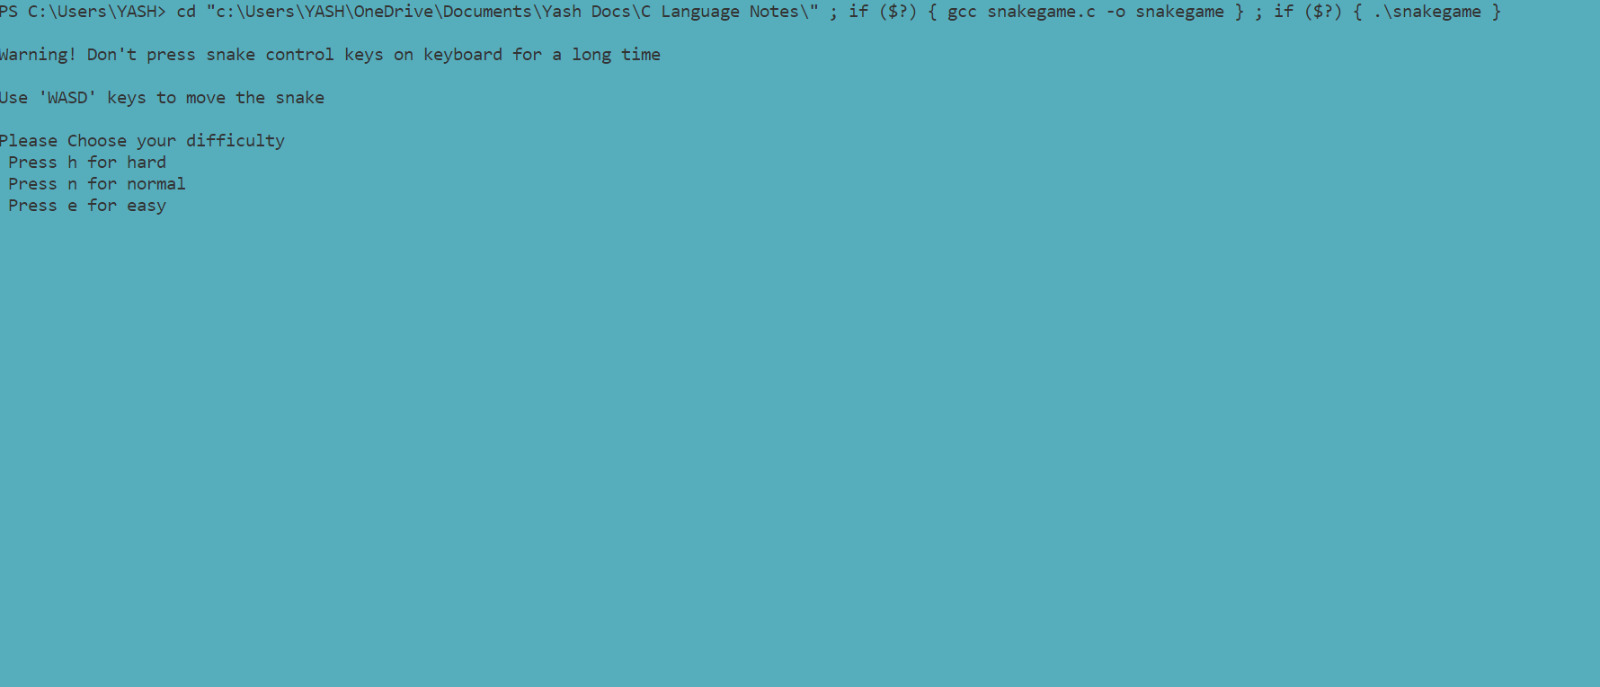 PS C:\Users\YASH> cd "c:\Users\YASH\OneDrive\Documents\Yash Docs\C Language Notes\" ; if ($?) { gcc snakegame.c -o snakegame } ; if ($?) { .\snakegame }
Warning! Don't press snake control keys on keyboard for a long time
Use 'WASD' keys to move the snake
Please Choose your difficulty
Press h for hard
Press n for normal
Press e for easy